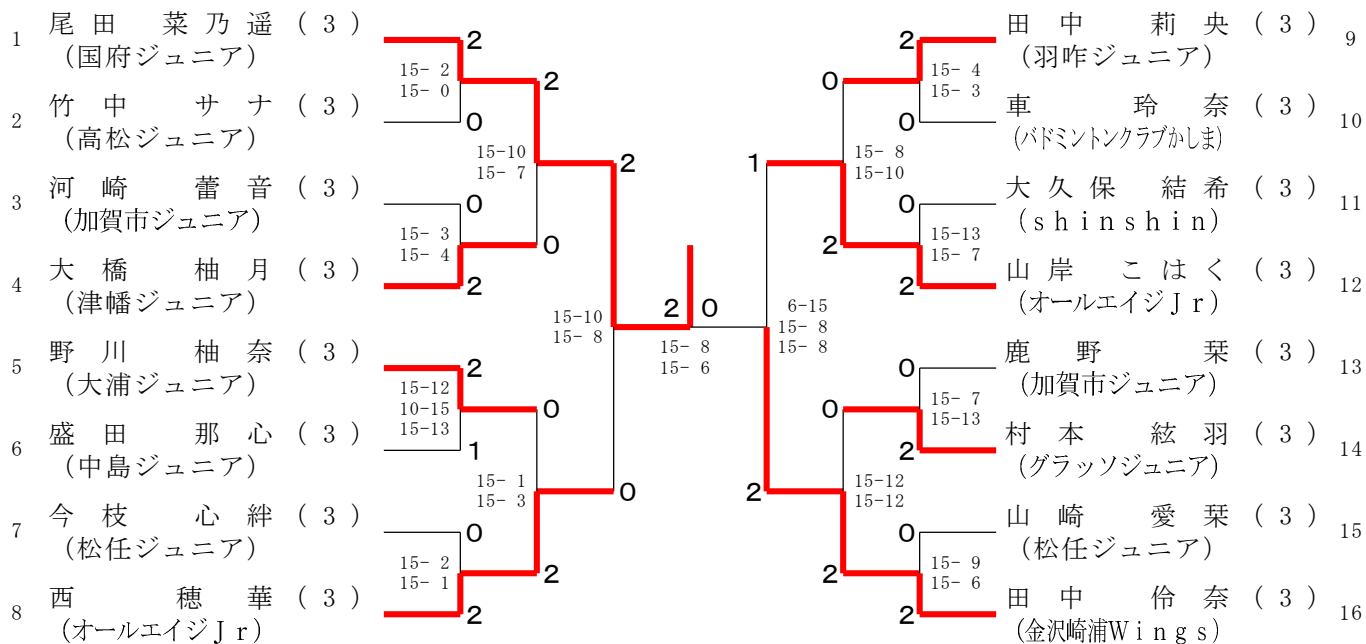 1 尾田 菜乃遥 (3)
(国府ジュニア)
2 竹中 サナ (3)
(高松ジュニア)
3 河崎 蕾音 (3)
(加賀市ジュニア)
4 大橋 柚月 (3)
(津幡ジュニア)
5 野川 柚奈 (3)
(大浦ジュニア)
6 盛田 那心 (3)
(中島ジュニア)
7 今枝 心絆 (3)
(松任ジュニア)
8 西 穂華 (3)
(オールエイジJr)
2
15- 2
15- 0
0
0
15- 3
15- 4
2
2
15-12
10-15
15-13
1
0
15- 2
15- 1
2
2
15-10
15- 7
0
0
15- 1
15- 3
2
2
15-10
15- 8
0
2 0
15- 8
15- 6
1
6-15
15- 8
15- 8
2
0
15- 8
15-10
2
0
15-12
15-12
2
2
15- 4
15- 3
0
0
15-13
15- 7
2
0
15- 7
15-13
2
0
15- 9
15- 6
2
田中 莉央 (3) 9
(羽咋ジュニア)
車 玲奈 (3) 10
(バドミントンクラブかしま)
大久保 結希 (3) 11
(shinshin)
山岸 こはく (3) 12
(オールエイジJr)
鹿野 栞 (3) 13
(加賀市ジュニア)
村本 絃羽 (3) 14
(グラッソジュニア)
山崎 愛栞 (3) 15
(松任ジュニア)
田中 伶奈 (3) 16
(金沢崎浦Wings)